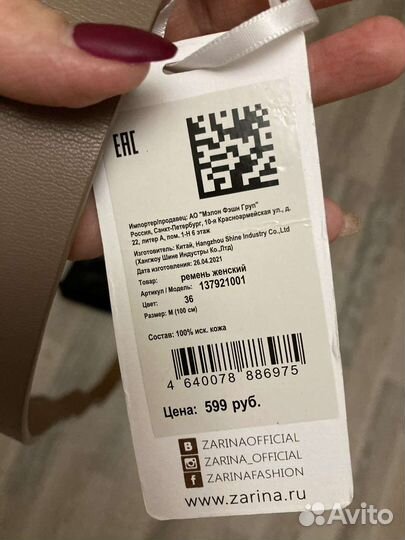 EAC
Импортер/продавец: АО "Мэлон Фэшн Груп"
Россия, Санкт-Петербург, 10-я Красноармейская ул., д.
22, литер А, пом. 1-Н 6 этаж
Изготовитель: Китай, Hangzhou Shine Industry Co.,Ltd
(Хангжоу Шине Индустры Ко.,Лтд)
Дата изготовления: 26.04.2021
Товар: ремень женский
Артикул / Модель: 137921001
Цвет: 36
Размер: M (100 см)
Состав: 100% иск. кожа
4 640078 886975
Цена: 599 руб.
B ZARINAOFFICIAL
ZARINA_OFFICIAL
f ZARINAFASHION
www.zarina.ru
Avito